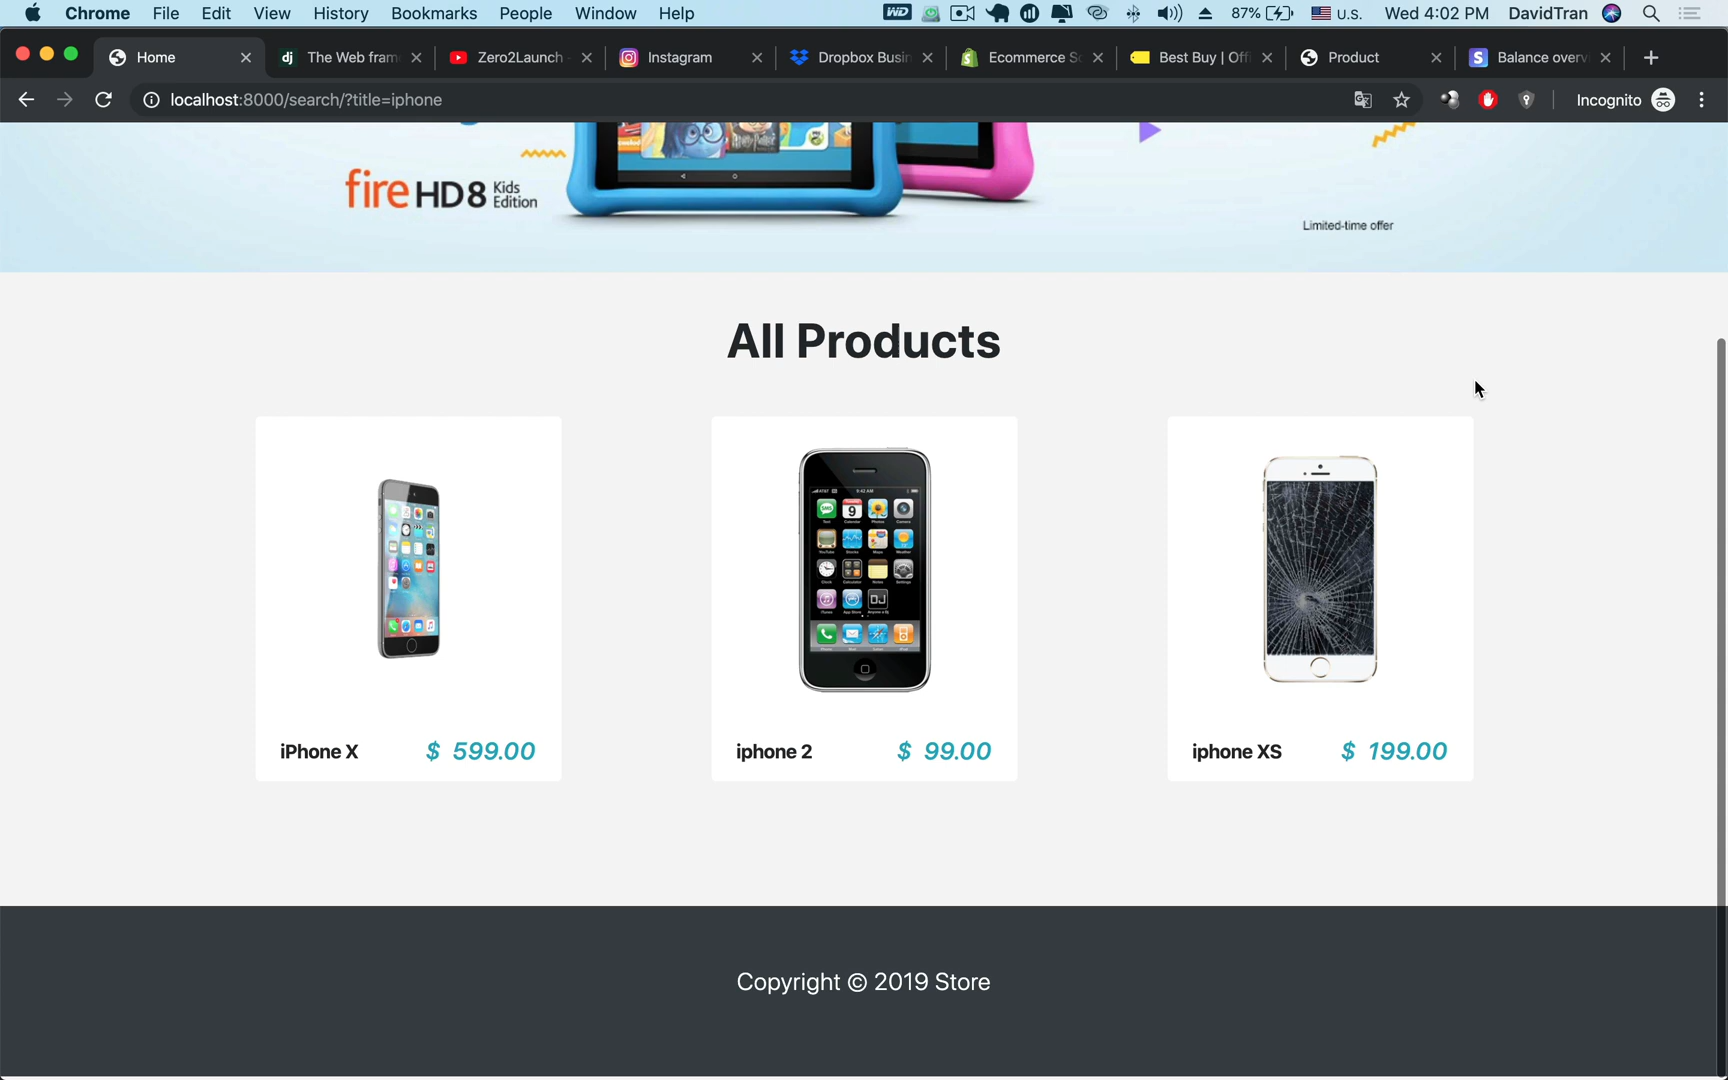 Chrome File Edit View History Bookmarks People Window Help WD 87% U.S. Wed 4:02 PM DavidTran
Home dj The Web fram Zero2Launch Instagram Dropbox Busin Ecommerce S Best Buy | Off Product S Balance overv
localhost:8000/search/?title=iphone Incognito
fire HD8 Kids Edition
Limited-time offer
All Products
iPhone X $ 599.00
iphone 2 $ 99.00
iphone XS $ 199.00
Copyright © 2019 Store